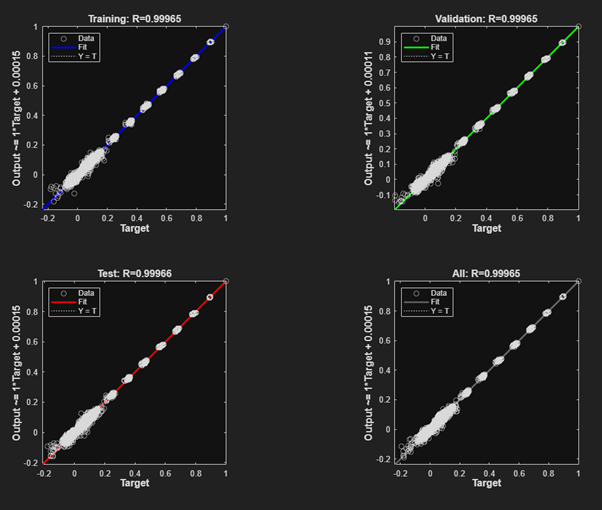 Training: R=0.99965
Output ~= 1*Target + 0.00015
1
0.8
0.6
0.4
0.2
0
-0.2
Data
Fit
Y = T
-0.2 0 0.2 0.4 0.6 0.8 1
Target
Validation: R=0.99965
Output ~= 1*Target + 0.00011
0.9
0.8
0.7
0.6
0.5
0.4
0.3
0.2
0.1
0
-0.1
Data
Fit
Y = T
0 0.2 0.4 0.6 0.8 1
Target
Test: R=0.99966
Output ~= 1*Target + 0.00015
1
0.8
0.6
0.4
0.2
0
-0.2
Data
Fit
Y = T
-0.2 0 0.2 0.4 0.6 0.8 1
Target
All: R=0.99965
Output ~= 1*Target + 0.00015
1
0.8
0.6
0.4
0.2
0
-0.2
Data
Fit
Y = T
-0.2 0 0.2 0.4 0.6 0.8 1
Target